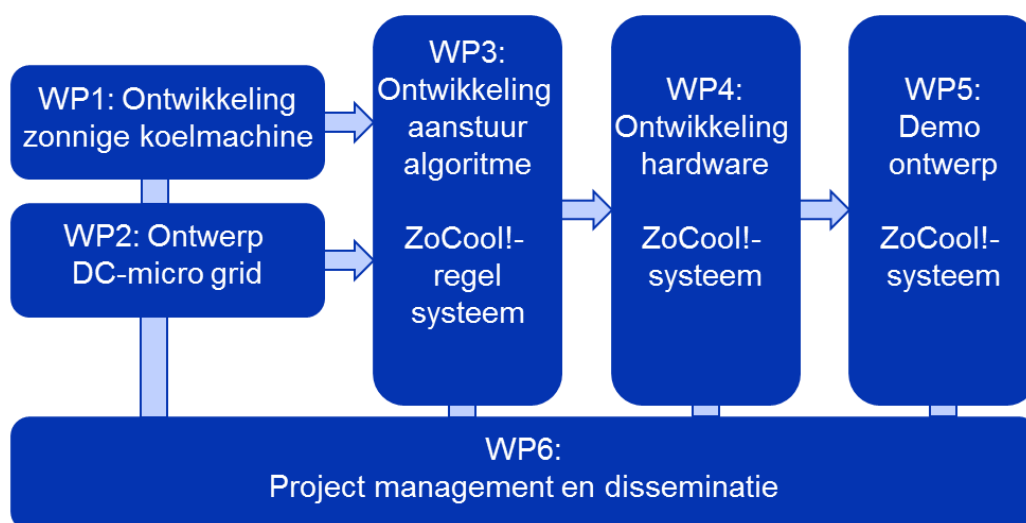 WP1: Ontwikkeling
zonnige koelmachine
WP2: Ontwerp
DC-micro grid
WP3:
Ontwikkeling
aanstuur
algoritme
ZoCool!-
regel
systeem
WP4:
Ontwikkeling
hardware
ZoCool!-
systeem
WP5:
Demo
ontwerp
ZoCool!-
systeem
WP6:
Project management en disseminatie